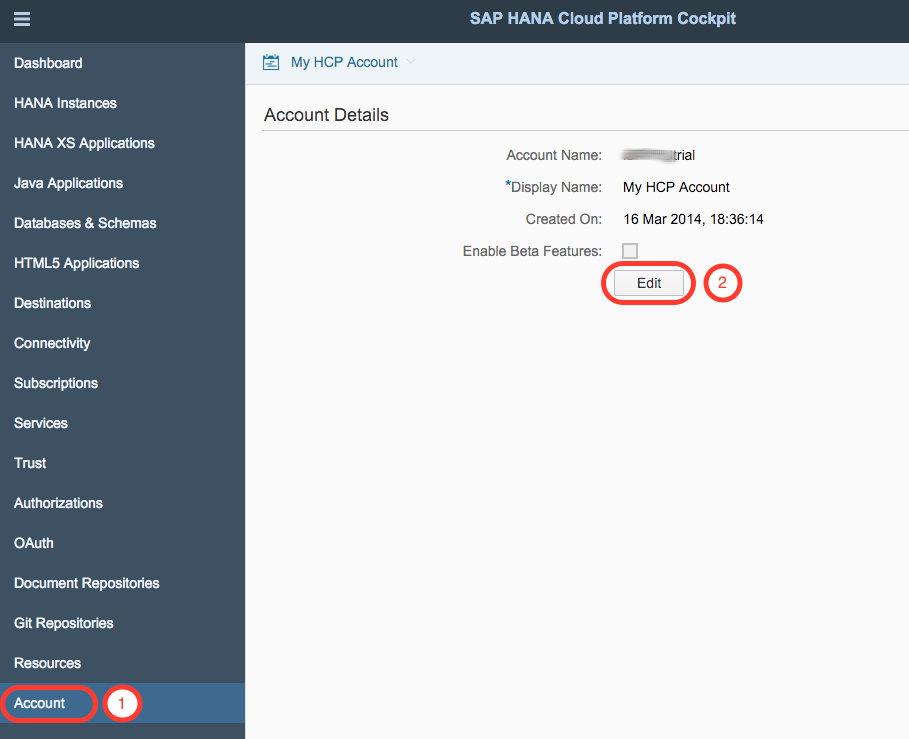 SAP HANA Cloud Platform Cockpit
Dashboard
HANA Instances
HANA XS Applications
Java Applications
Databases & Schemas
HTML5 Applications
Destinations
Connectivity
Subscriptions
Services
Trust
Authorizations
OAuth
Document Repositories
Git Repositories
Resources
Account
1
My HCP Account
Account Details
Account Name: trial
*Display Name: My HCP Account
Created On: 16 Mar 2014, 18:36:14
Enable Beta Features:
Edit
2